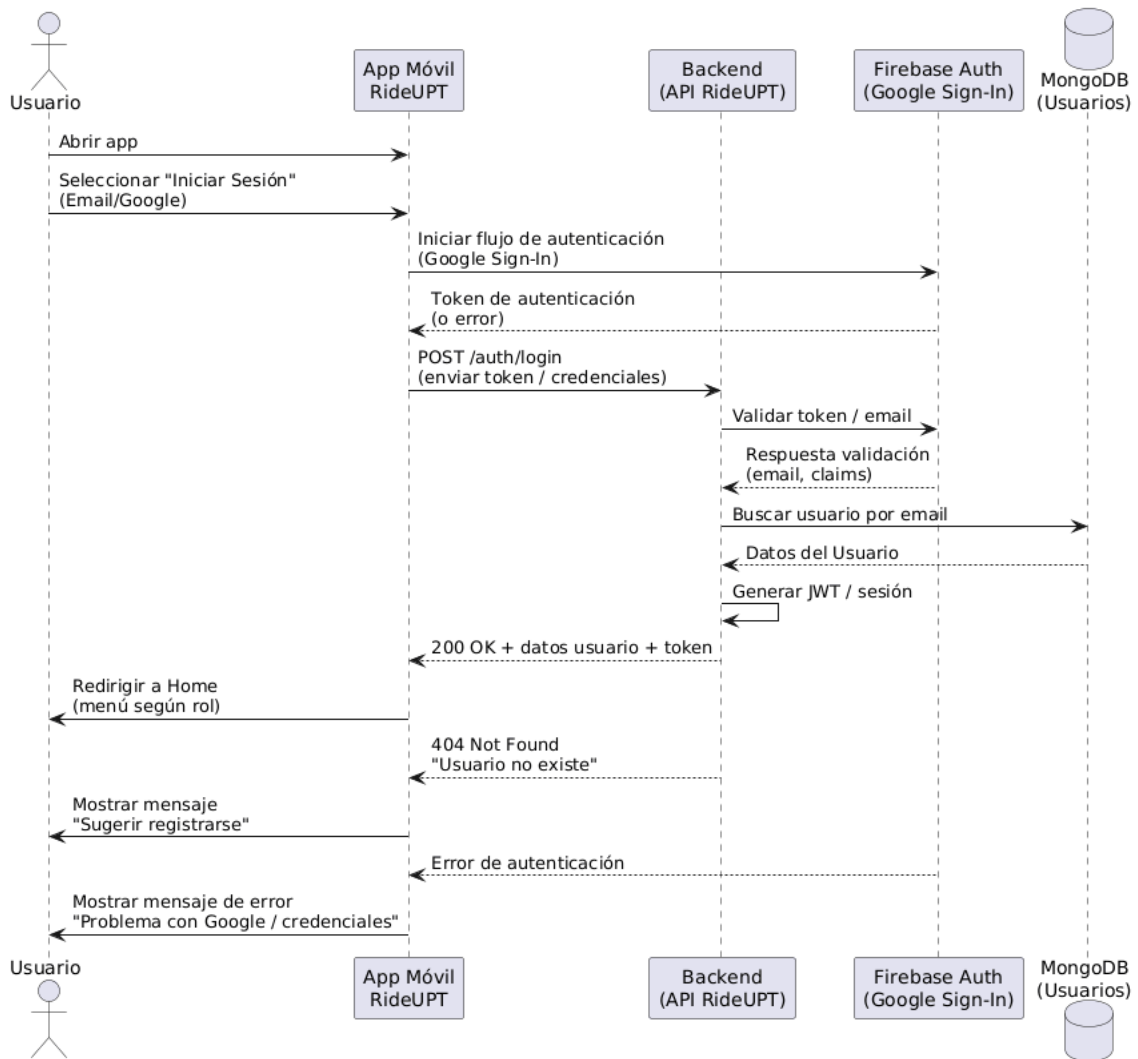 Usuario
App Móvil
RideUPT
Backend
(API RideUPT)
Firebase Auth
(Google Sign-In)
MongoDB
(Usuarios)
Abrir app
Seleccionar "Iniciar Sesión"
(Email/Google)
Iniciar flujo de autenticación
(Google Sign-In)
Token de autenticación
(o error)
POST /auth/login
(enviar token / credenciales)
Validar token / email
Respuesta validación
(email, claims)
Buscar usuario por email
Datos del Usuario
Generar JWT / sesión
200 OK + datos usuario + token
Redirigir a Home
(menú según rol)
404 Not Found
"Usuario no existe"
Mostrar mensaje
"Sugerir registrarse"
Error de autenticación
Mostrar mensaje de error
"Problema con Google / credenciales"
Usuario
App Móvil
RideUPT
Backend
(API RideUPT)
Firebase Auth
(Google Sign-In)
MongoDB
(Usuarios)